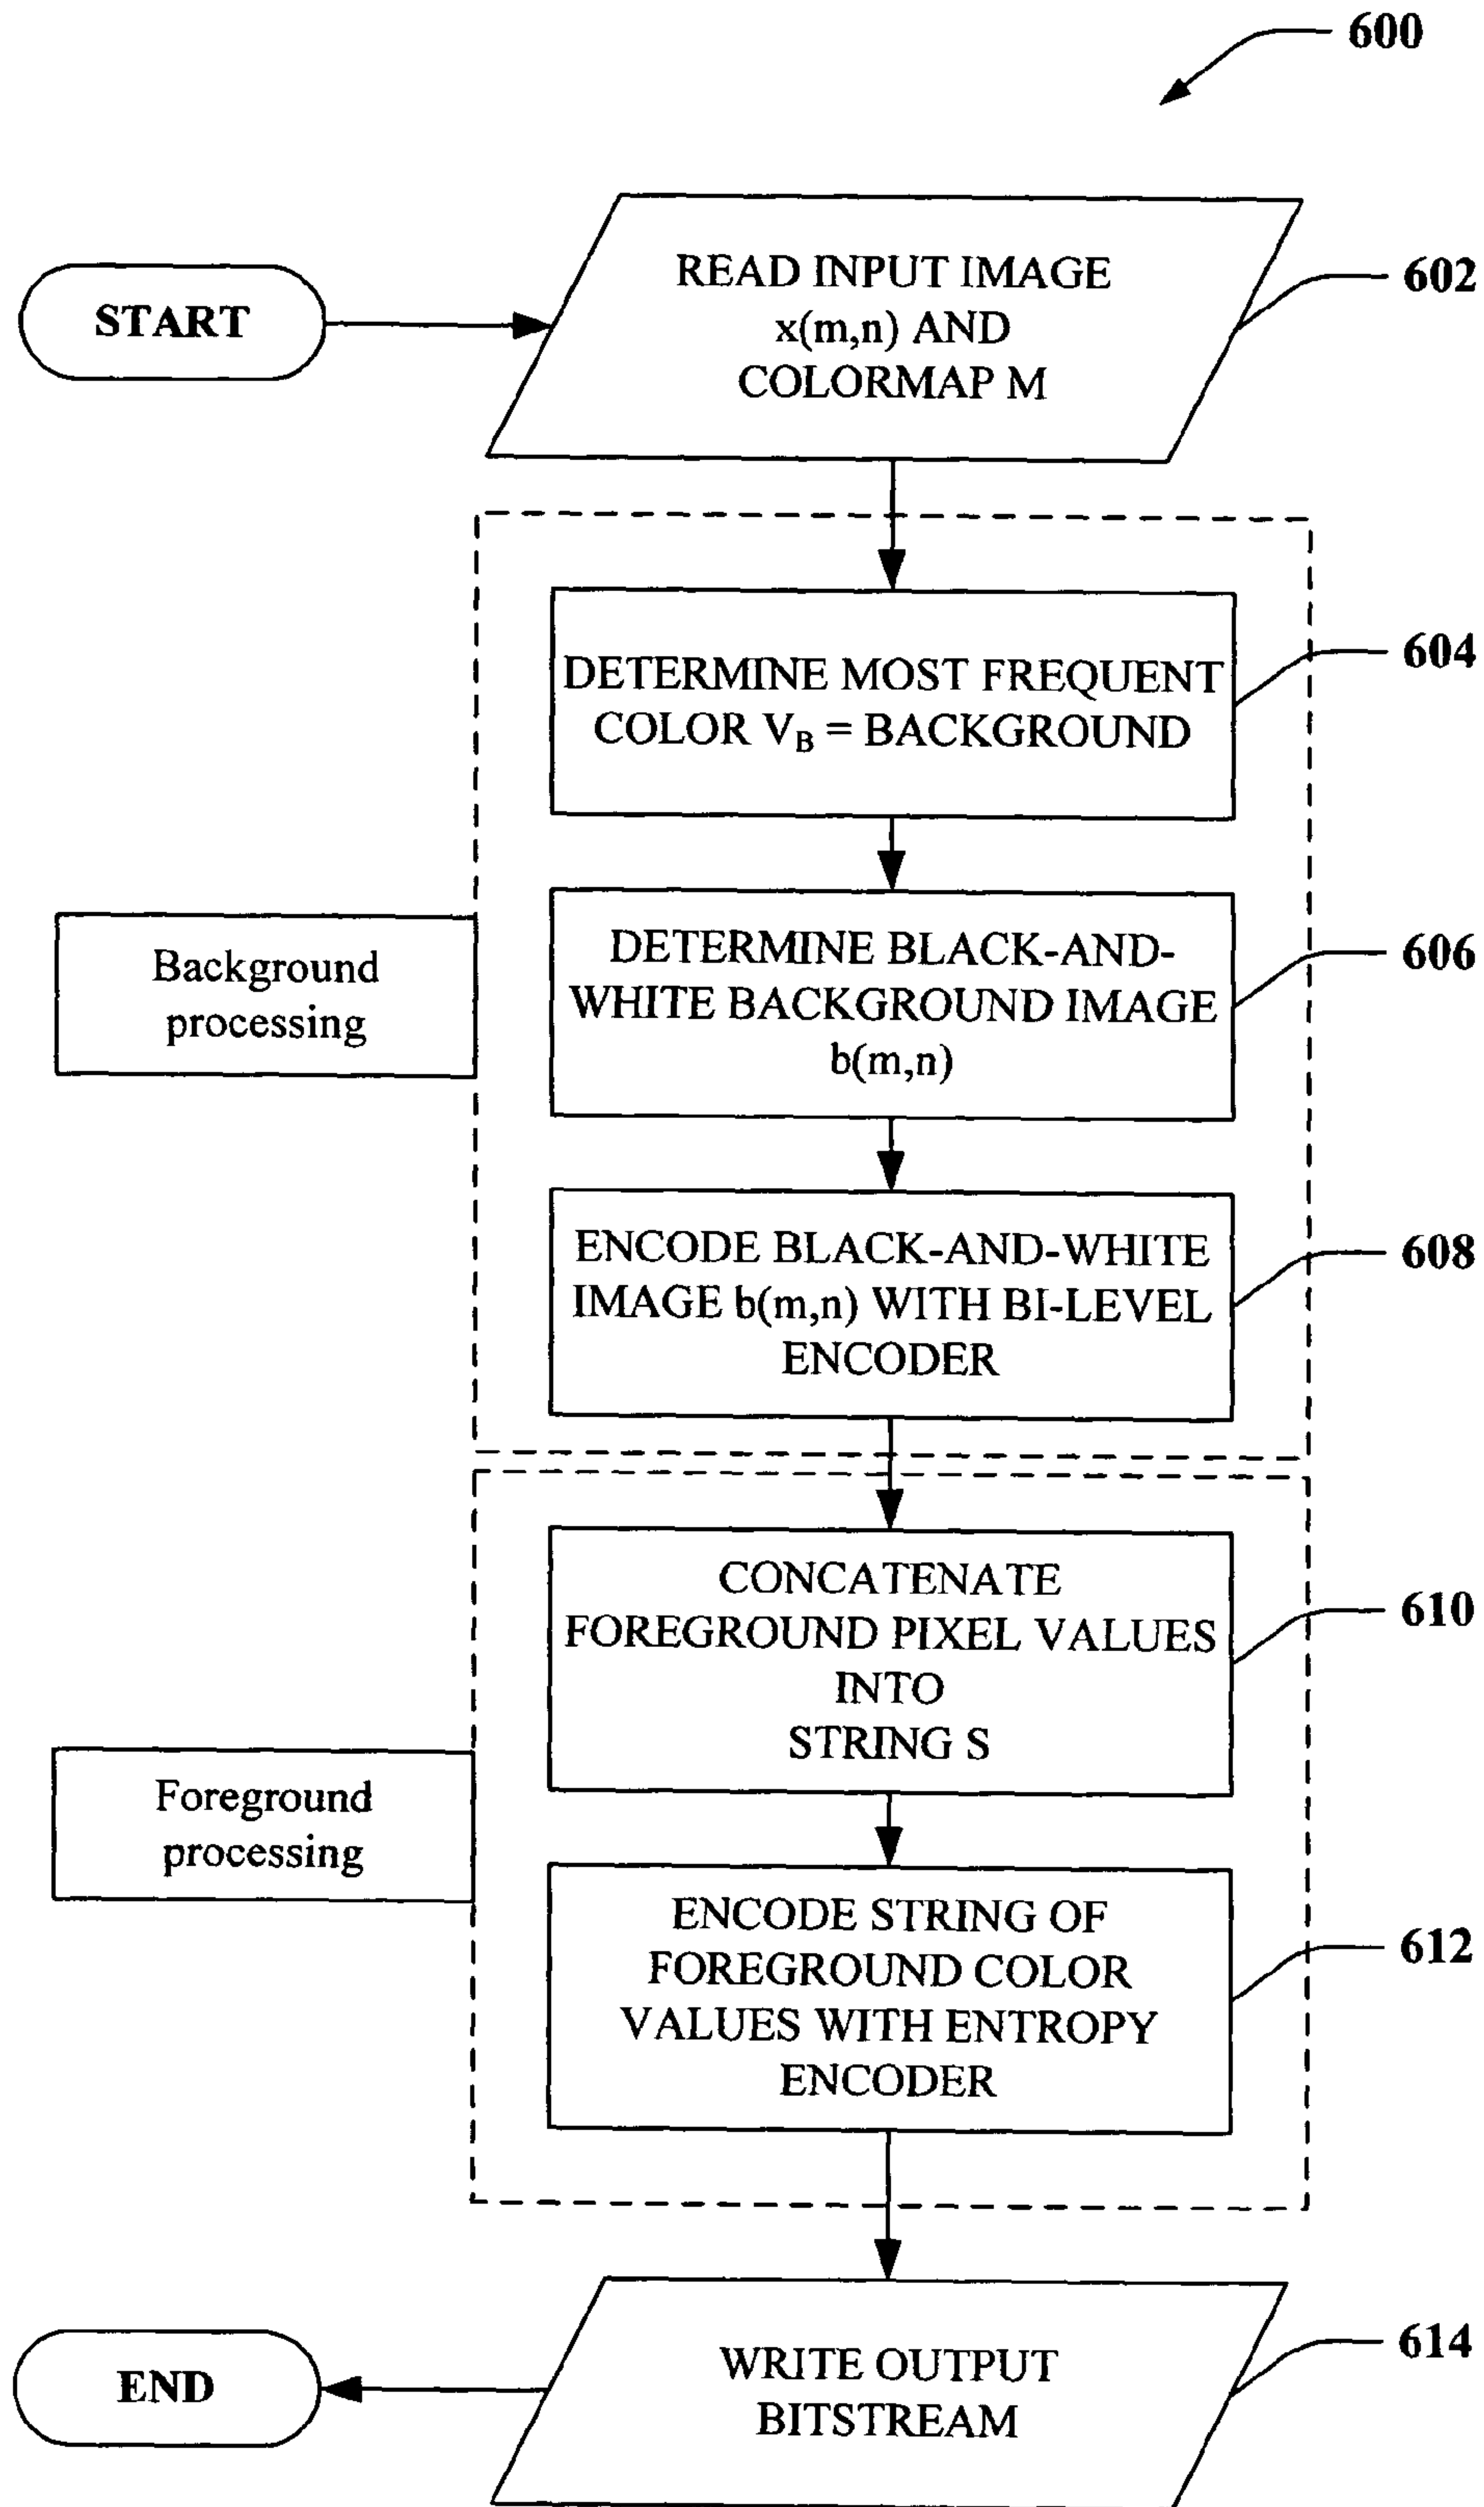 600
READ INPUT IMAGE
x(m,n) AND
COLORMAP M
602
START
DETERMINE MOST FREQUENT
COLOR V_B = BACKGROUND
604
DETERMINE BLACK-AND-
WHITE BACKGROUND IMAGE
b(m,n)
606
Background
processing
ENCODE BLACK-AND-WHITE
IMAGE b(m,n) WITH BI-LEVEL
ENCODER
608
CONCATENATE
FOREGROUND PIXEL VALUES
INTO
STRING S
610
Foreground
processing
ENCODE STRING OF
FOREGROUND COLOR
VALUES WITH ENTROPY
ENCODER
612
WRITE OUTPUT
BITSTREAM
614
END